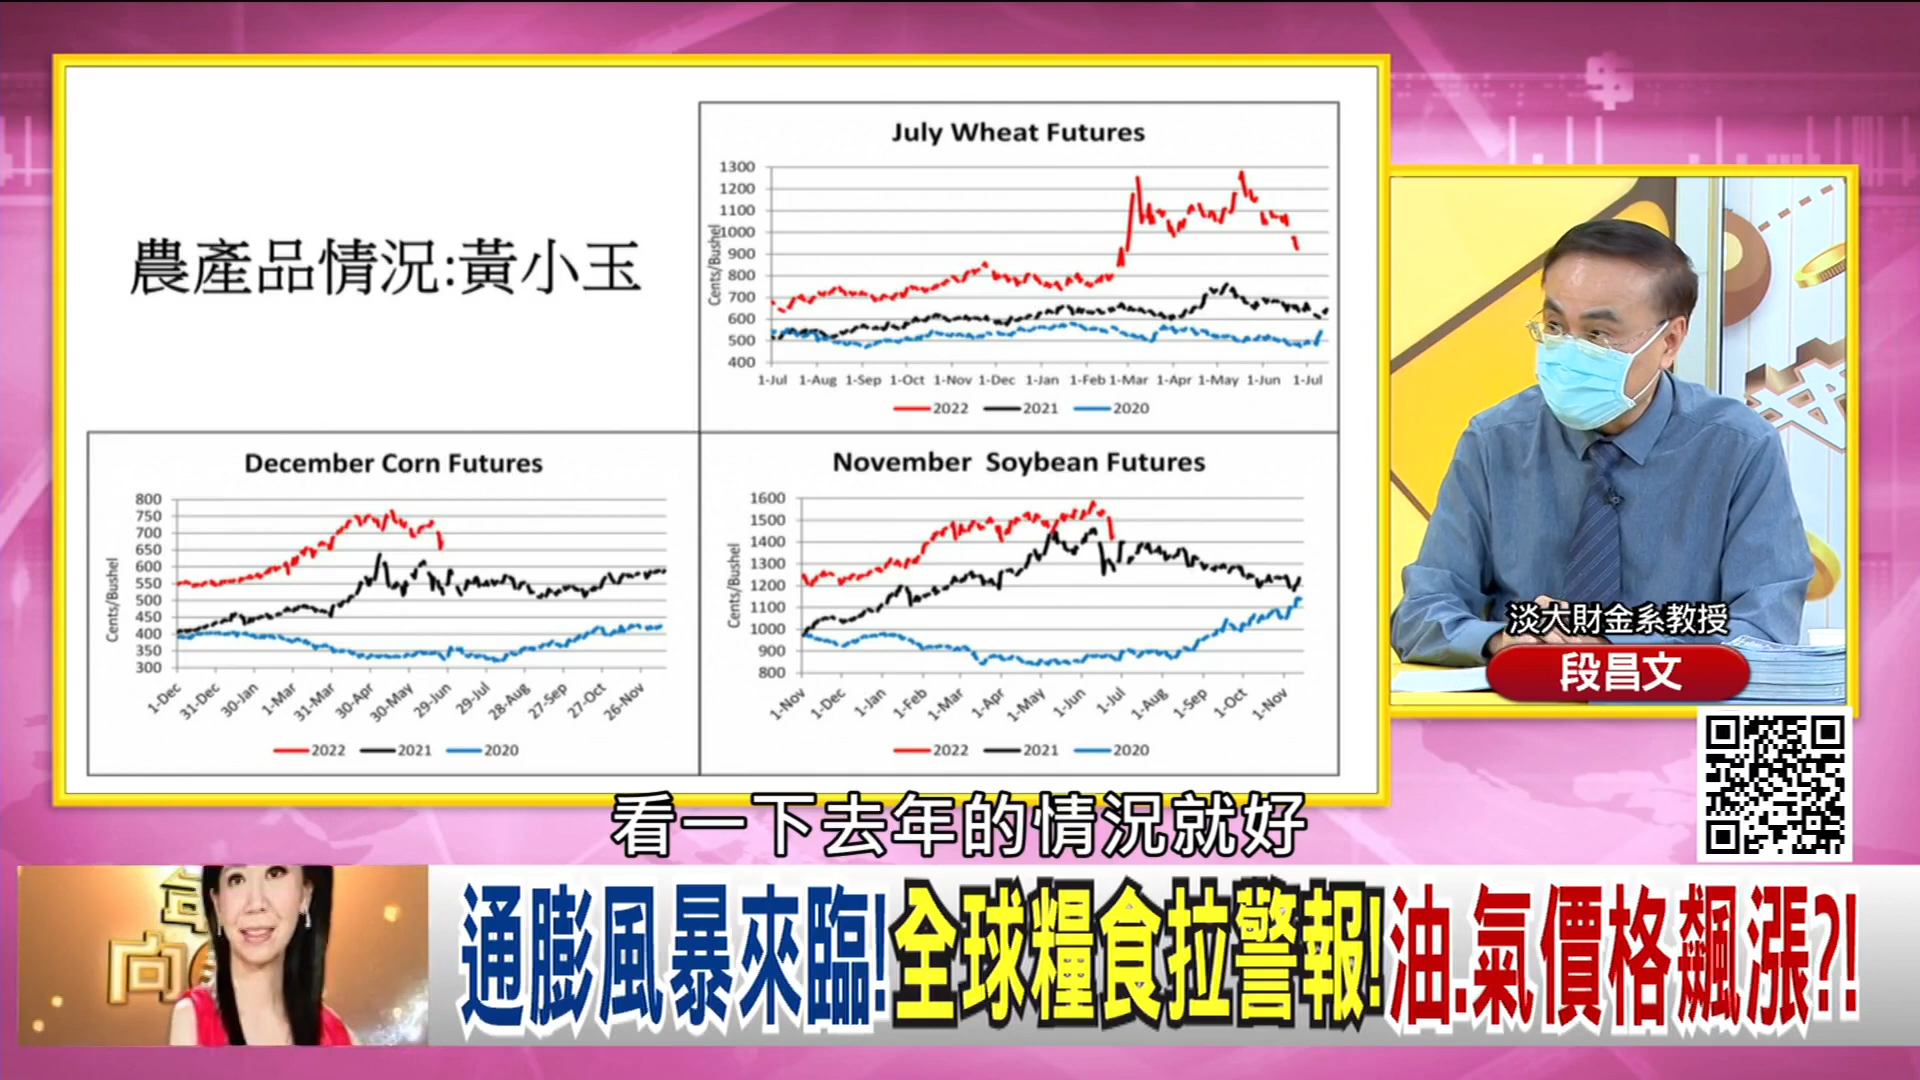 農產品情況:黃小玉
July Wheat Futures
Cents/Bushel
1300
1200
1100
1000
900
800
700
600
500
400
1-Jul 1-Aug 1-Sep 1-Oct 1-Nov 1-Dec 1-Jan 1-Feb 1-Mar 1-Apr 1-May 1-Jun 1-Jul
2022 2021 2020
December Corn Futures
Cents/Bushel
800
750
700
650
600
550
500
450
400
350
300
1-Dec 31-Dec 30-Jan 1-Mar 31-Mar 30-Apr 30-May 29-Jun 29-Jul 28-Aug 27-Sep 27-Oct 26-Nov
2022 2021 2020
November Soybean Futures
Cents/Bushel
1600
1500
1400
1300
1200
1100
1000
900
800
1-Nov 1-Dec 1-Jan 1-Feb 1-Mar 1-Apr 1-May 1-Jun 1-Jul 1-Aug 1-Sep 1-Oct 1-Nov
2022 2021 2020
淡大財金系教授
段昌文
看一下去年的情況就好
通膨風暴來臨!全球糧食拉警報!油.氣價格飆漲?!